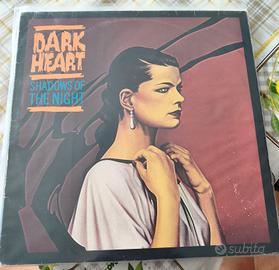 DARK
HEART
SHADOWS OF
THE NIGHT
subito